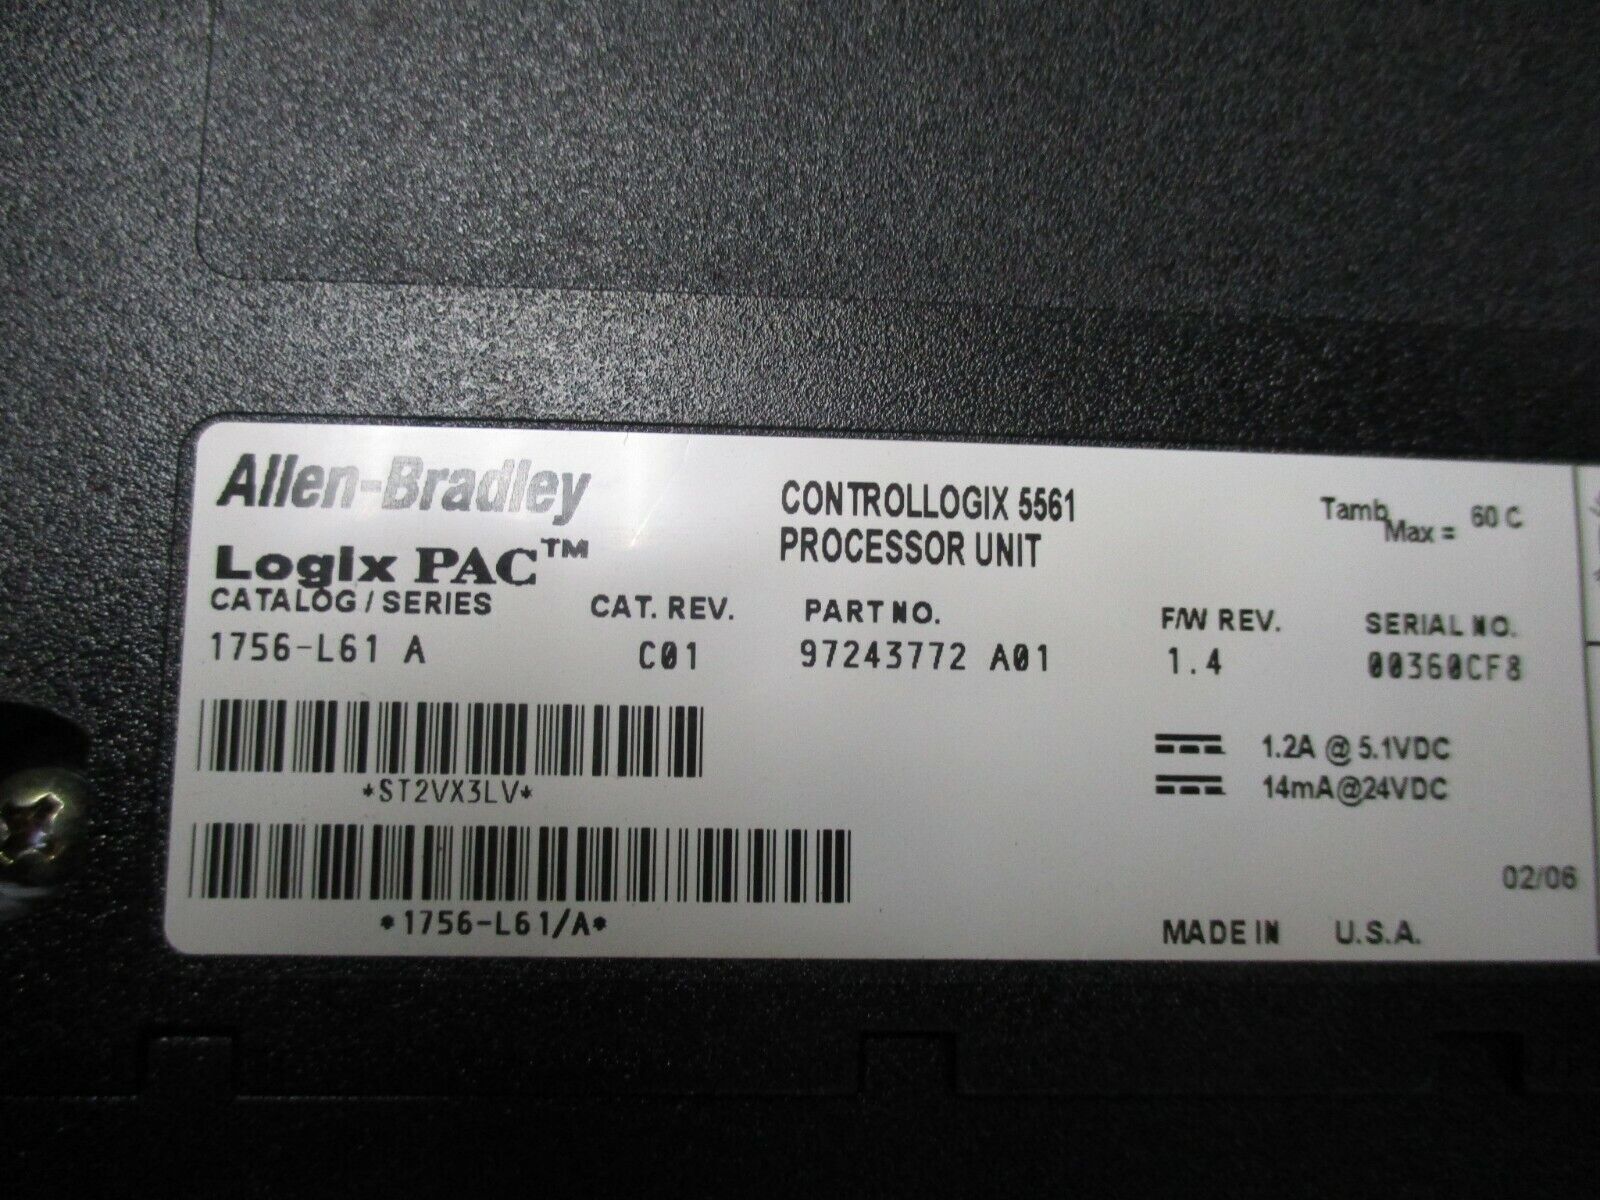 Allen-Bradley
Logix PAC™
CONTROLLOGIX 5561
PROCESSOR UNIT
Tamb Max = 60 C
CATALOG / SERIES CAT. REV. PART NO. F/W REV. SERIAL NO.
1756-L61 A C01 97243772 A01 1.4 00360CF8
*ST2VX3LV*
1.2A @ 5.1VDC
14mA@24VDC
*1756-L61/A*
02/06
MADE IN U.S.A.